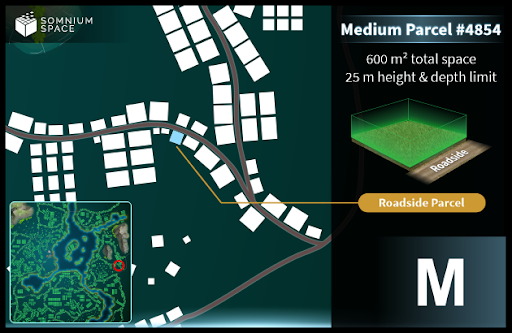 SOMNIUM
SPACE
Medium Parcel #4854
600 m² total space
25 m height & depth limit
Roadside
Roadside Parcel
M